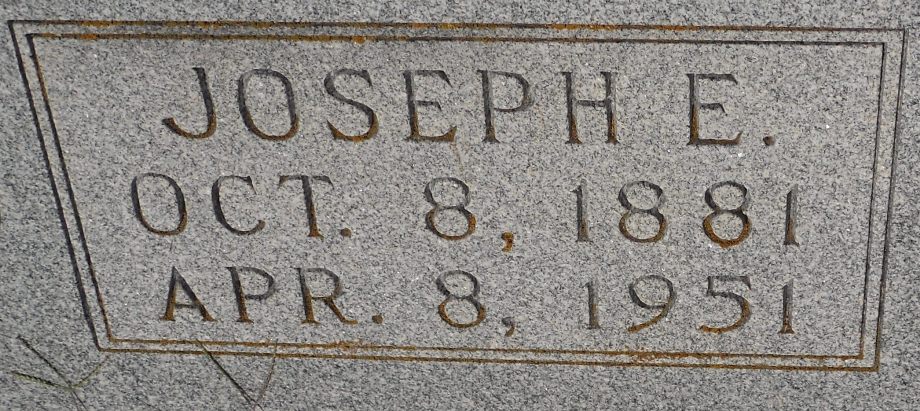 JOSEPH E.
OCT. 8, 1881
APR. 8, 1951